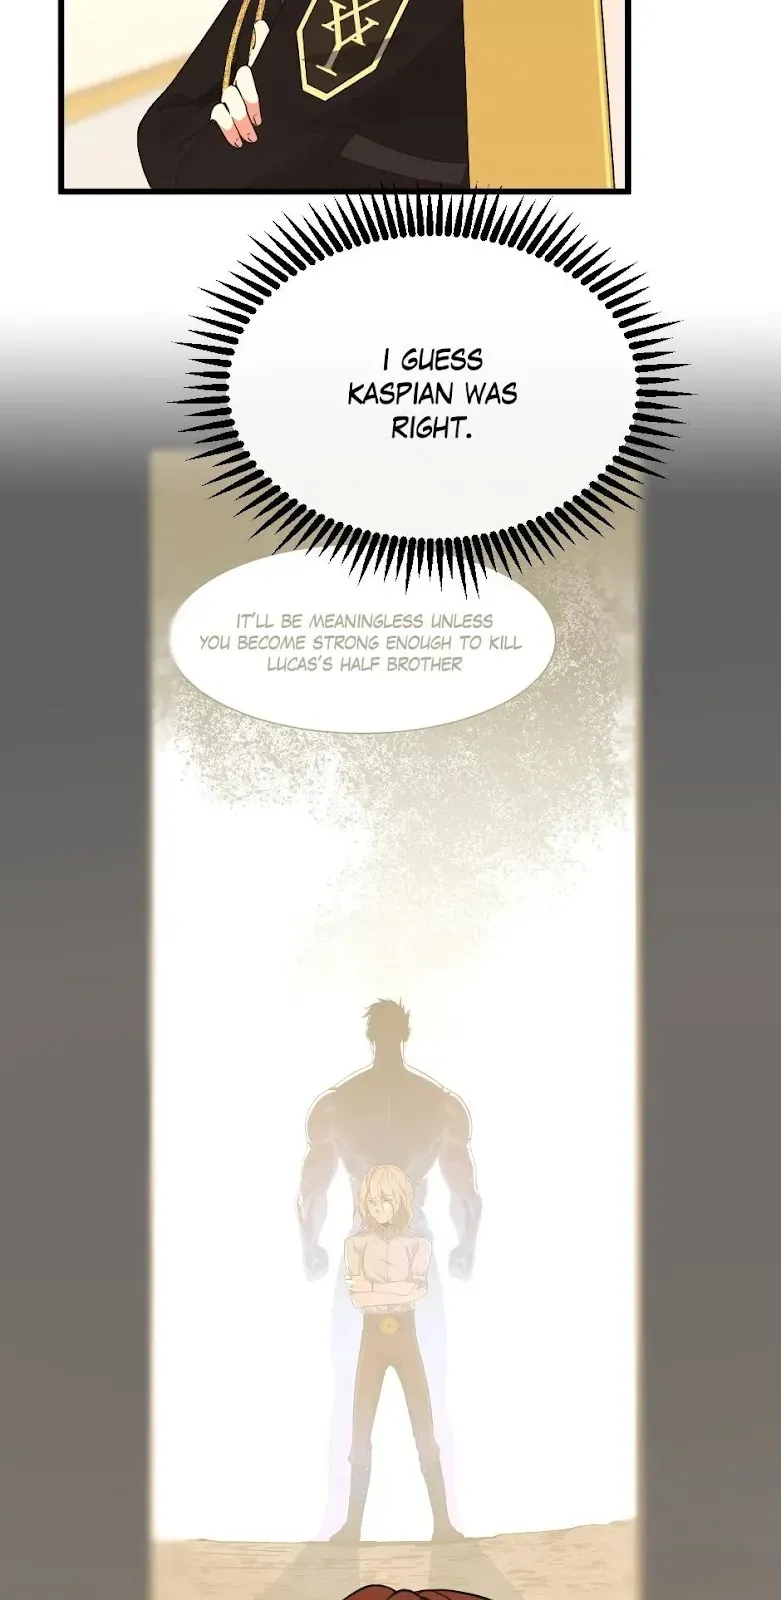 I GUESS
KASPIAN WAS
RIGHT.
IT'LL BE MEANINGLESS UNLESS
YOU BECOME STRONG ENOUGH TO KILL
LUCAS'S HALF BROTHER